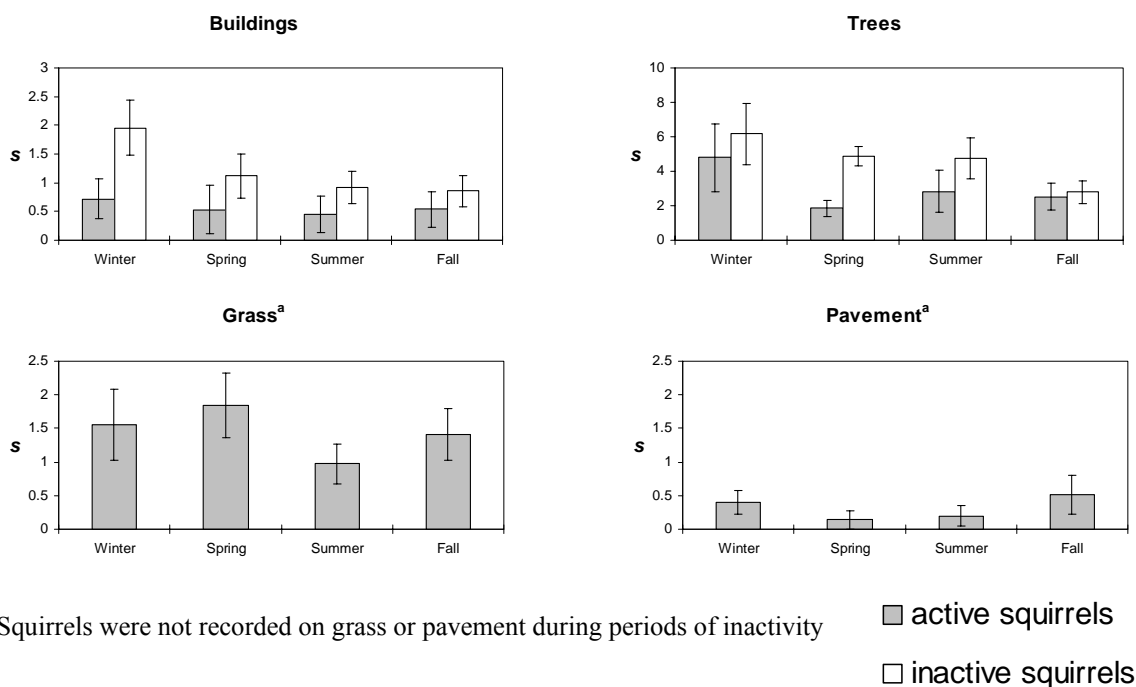 Buildings
3
2.5
2
1.5
1
0.5
0
s
Winter Spring Summer Fall
Trees
10
8
6
4
2
0
s
Winter Spring Summer Fall
Grassa
2.5
2
1.5
1
0.5
0
s
Winter Spring Summer Fall
Pavementa
2.5
2
1.5
1
0.5
0
s
Winter Spring Summer Fall
Squirrels were not recorded on grass or pavement during periods of inactivity
active squirrels
inactive squirrels